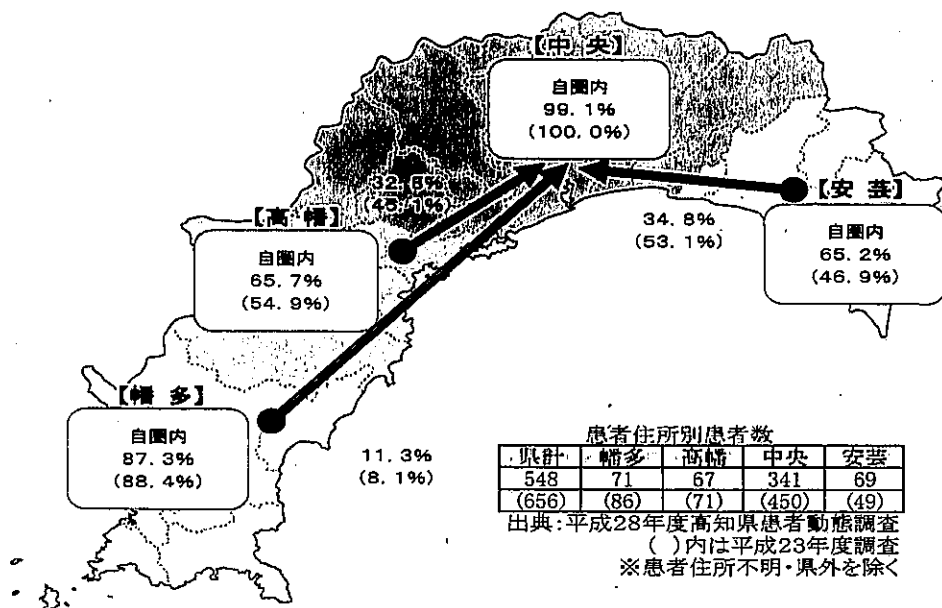 【中 央】
自圏内
99.1%
(100.0%)
32.8%
45.1%)
【高 幡】
自圏内
65.7%
(54.9%)
34.8%
(53.1%)
【安 芸】
自圏内
65.2%
(46.9%)
【幡 多】
自圏内
87.3%
(88.4%)
11.3%
(8.1%)
患者住所別患者数
県計 幡多 高幡 中央 安芸
548 71 67 341 69
(656) (86) (71) (450) (49)
出典:平成28年度高知県患者動態調査
( )内は平成23年度調査
※患者住所不明・県外を除く